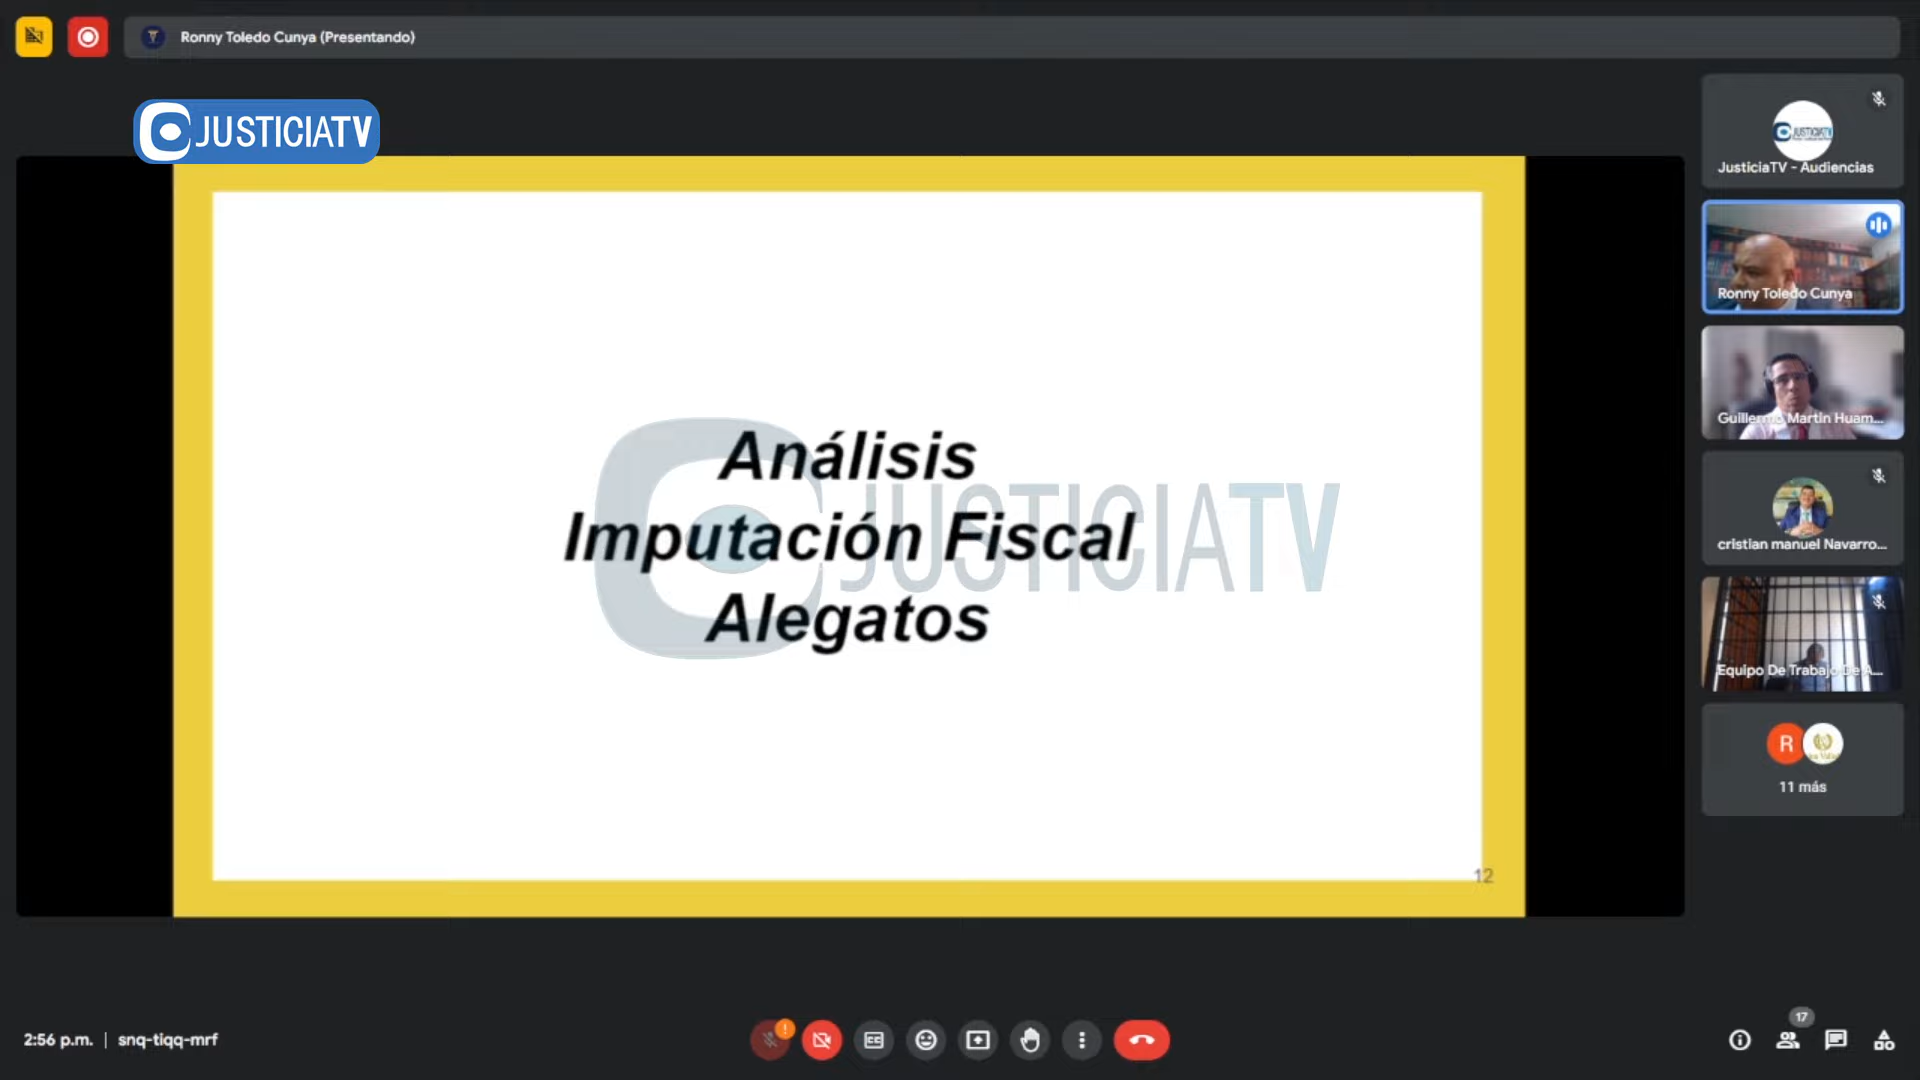 Ronny Toledo Cunya (Presentando)
JUSTICIATV
JUSTICIATV
JusticiaTV - Audiencias
Ronny Toledo Cunya
Guillermo Martin Huam...
cristian manuel Navarro...
Equipo De Trabajo De A...
R
11 más
Análisis
Imputación Fiscal
Alegatos
JUSTICIATV
12
2:56 p.m. | snq-tiqq-mrf
17